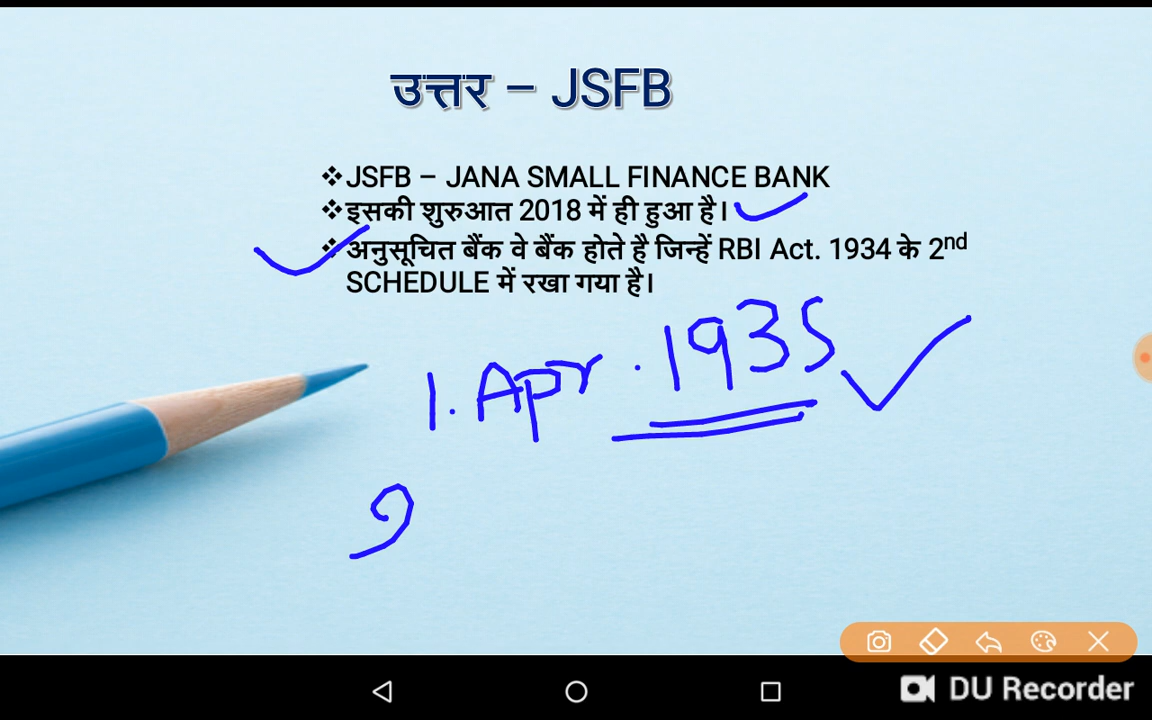 उत्तर – JSFB
❖JSFB – JANA SMALL FINANCE BANK
❖इसकी शुरुआत 2018 में ही हुआ है।
❖अनुसूचित बैंक वे बैंक होते है जिन्हें RBI Act. 1934 के 2nd
SCHEDULE में रखा गया है।
1. Apr. 1935
DU Recorder